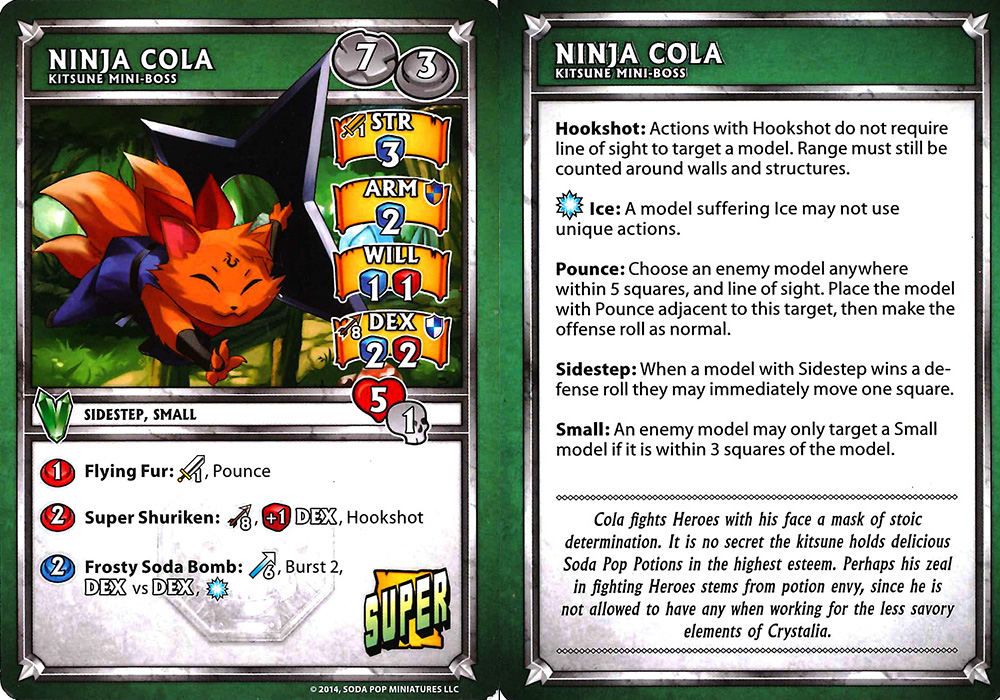 NINJA COLA
KITSUNE MINI-BOSS
7
3
1 STR
3
ARM
2
WILL
1 1
8 DEX
2 2
5
1
SIDESTEP, SMALL
1 Flying Fur: 1, Pounce
2 Super Shuriken: 8, +1 DEX, Hookshot
2 Frosty Soda Bomb: 6, Burst 2,
DEX vs DEX,
SUPER
© 2014, SODA POP MINIATURES LLC
NINJA COLA
KITSUNE MINI-BOSS
Hookshot: Actions with Hookshot do not require
line of sight to target a model. Range must still be
counted around walls and structures.
Ice: A model suffering Ice may not use
unique actions.
Pounce: Choose an enemy model anywhere
within 5 squares, and line of sight. Place the model
with Pounce adjacent to this target, then make the
offense roll as normal.
Sidestep: When a model with Sidestep wins a de-
fense roll they may immediately move one square.
Small: An enemy model may only target a Small
model if it is within 3 squares of the model.
Cola fights Heroes with his face a mask of stoic
determination. It is no secret the kitsune holds delicious
Soda Pop Potions in the highest esteem. Perhaps his zeal
in fighting Heroes stems from potion envy, since he is
not allowed to have any when working for the less savory
elements of Crystalia.